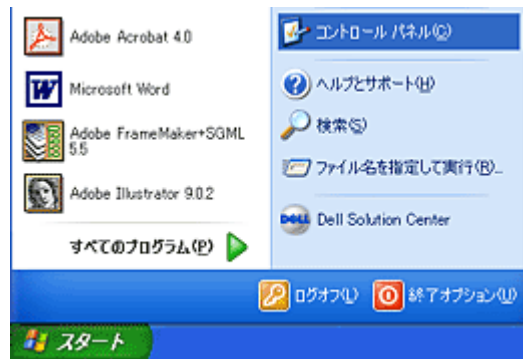 Adobe Acrobat 4.0
Microsoft Word
Adobe FrameMaker+SGML
5.5
Adobe Illustrator 9.0.2
すべてのプログラム(P)
コントロール パネル(C)
ヘルプとサポート(H)
検索(S)
ファイル名を指定して実行(R)...
DELL
Dell Solution Center
ログオフ(L)
終了オプション(U)
スタート